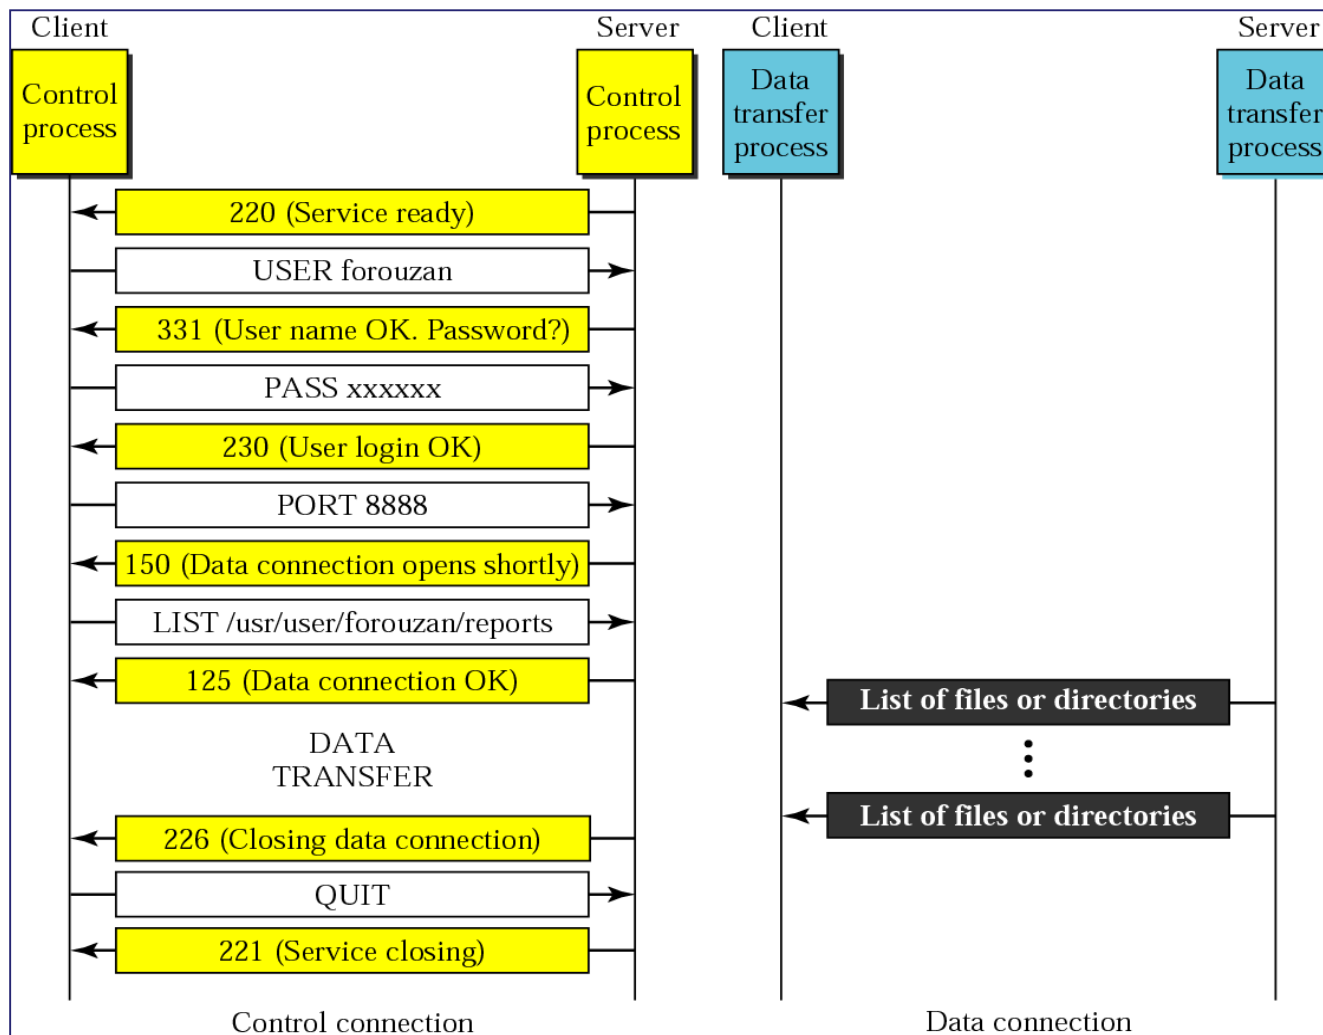 Client
Server
Client
Server
Control
process
Control
process
Data
transfer
process
Data
transfer
process
220 (Service ready)
USER forouzan
331 (User name OK. Password?)
PASS xxxxxx
230 (User login OK)
PORT 8888
150 (Data connection opens shortly)
LIST /usr/user/forouzan/reports
125 (Data connection OK)
DATA
TRANSFER
226 (Closing data connection)
QUIT
221 (Service closing)
Control connection
List of files or directories
List of files or directories
Data connection